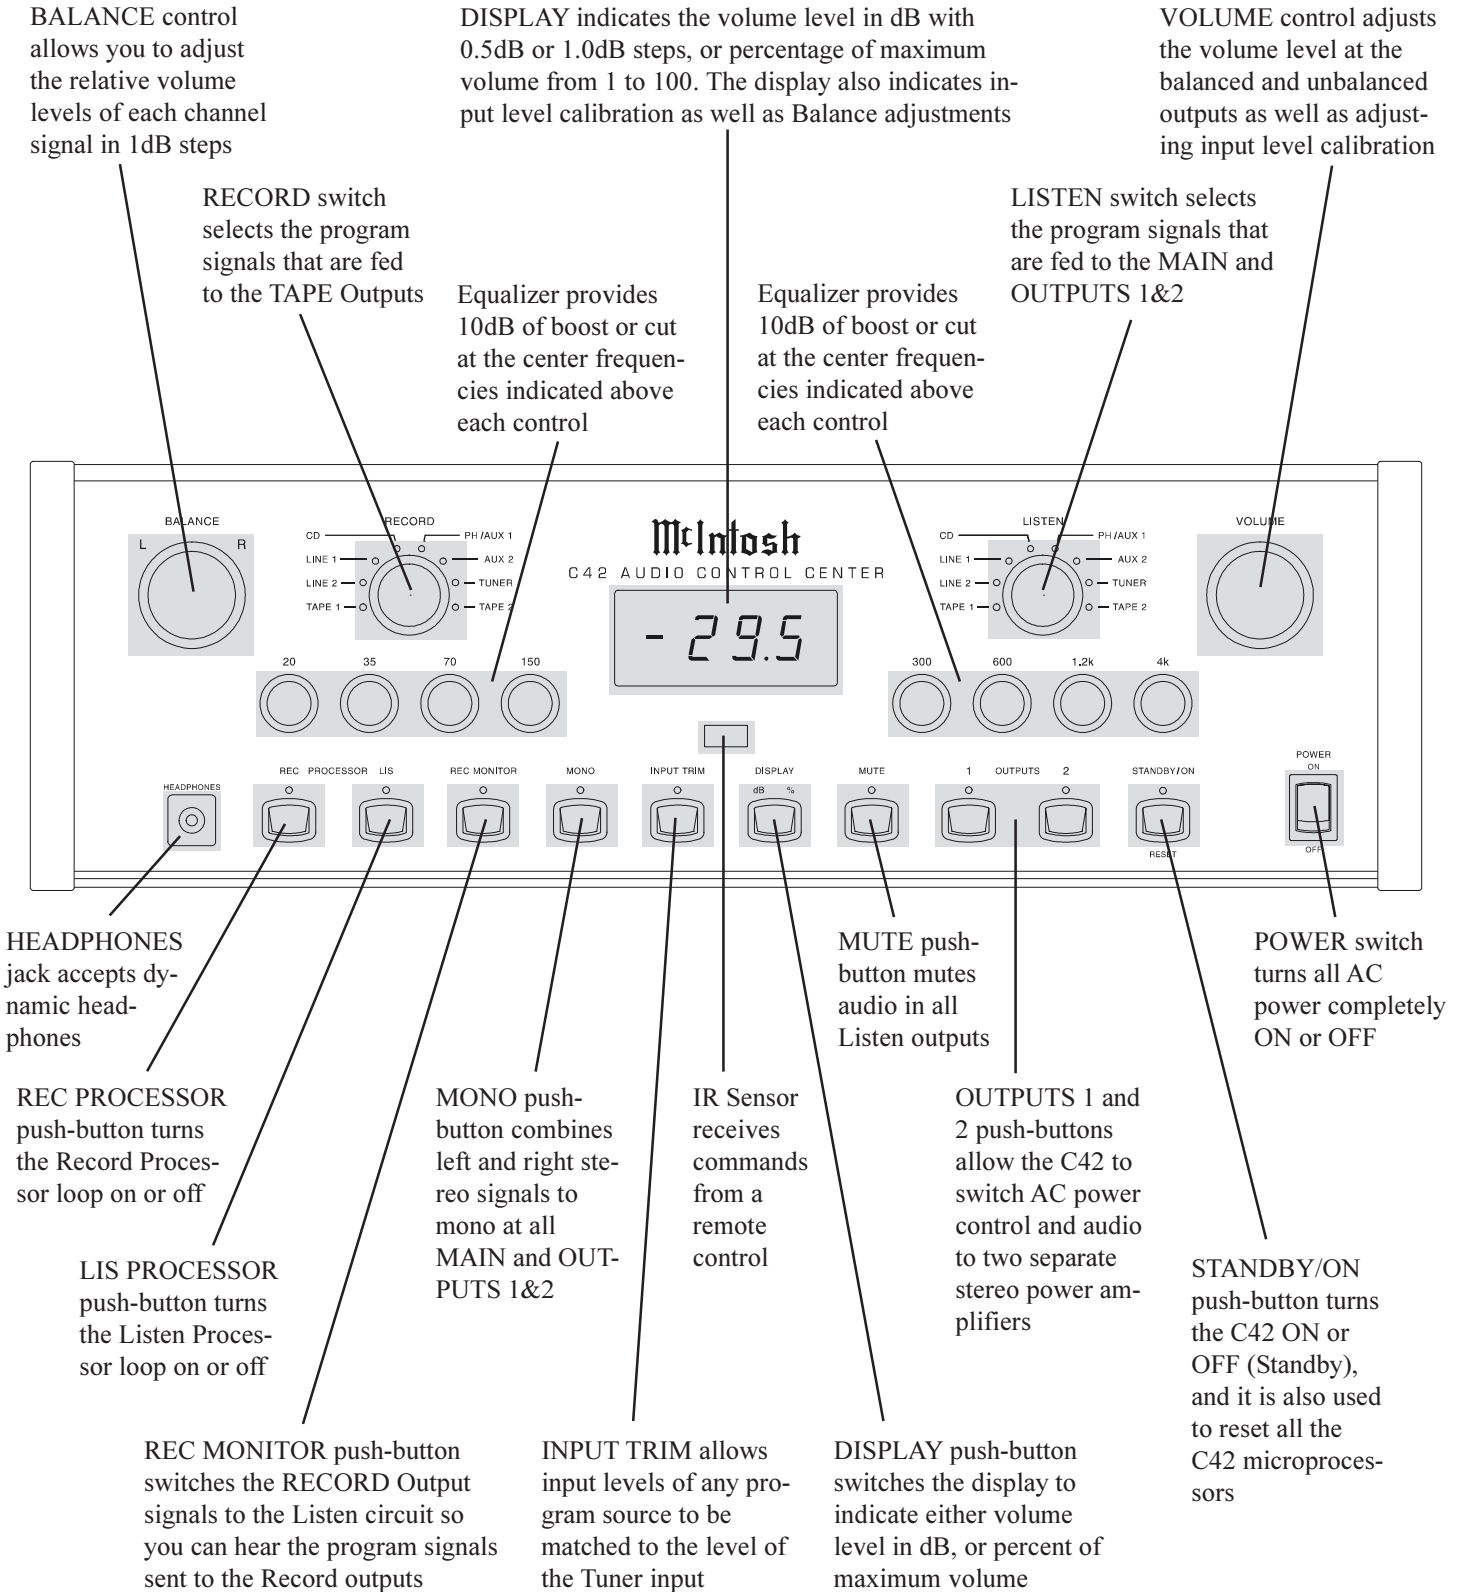 BALANCE control
allows you to adjust
the relative volume
levels of each channel
signal in 1dB steps
DISPLAY indicates the volume level in dB with
0.5dB or 1.0dB steps, or percentage of maximum
volume from 1 to 100. The display also indicates in-
put level calibration as well as Balance adjustments
VOLUME control adjusts
the volume level at the
balanced and unbalanced
outputs as well as adjust-
ing input level calibration
RECORD switch
selects the program
signals that are fed
to the TAPE Outputs
LISTEN switch selects
the program signals that
are fed to the MAIN and
OUTPUTS 1&2
Equalizer provides
10dB of boost or cut
at the center frequen-
cies indicated above
each control
Equalizer provides
10dB of boost or cut
at the center frequen-
cies indicated above
each control
BALANCE
L R
RECORD
CD PH/AUX 1
LINE 1 AUX 2
LINE 2 TUNER
TAPE 1 TAPE 2
McIntosh
C42 AUDIO CONTROL CENTER
-29.5
LISTEN
CD PH/AUX 1
LINE 1 AUX 2
LINE 2 TUNER
TAPE 1 TAPE 2
VOLUME
20 35 70 150
300 600 1.2k 4k
HEADPHONES
REC PROCESSOR LIS
REC MONITOR
MONO
INPUT TRIM
DISPLAY
dB %
MUTE
1 OUTPUTS 2
STANDBY/ON
RESET
POWER
ON
OFF
HEADPHONES
jack accepts dy-
namic head-
phones
MUTE push-
button mutes
audio in all
Listen outputs
POWER switch
turns all AC
power completely
ON or OFF
REC PROCESSOR
push-button turns
the Record Proces-
sor loop on or off
MONO push-
button combines
left and right ste-
reo signals to
mono at all
MAIN and OUT-
PUTS 1&2
IR Sensor
receives
commands
from a
remote
control
OUTPUTS 1 and
2 push-buttons
allow the C42 to
switch AC power
control and audio
to two separate
stereo power am-
plifiers
LIS PROCESSOR
push-button turns
the Listen Proces-
sor loop on or off
STANDBY/ON
push-button turns
the C42 ON or
OFF (Standby),
and it is also used
to reset all the
C42 microproces-
sors
REC MONITOR push-button
switches the RECORD Output
signals to the Listen circuit so
you can hear the program signals
sent to the Record outputs
INPUT TRIM allows
input levels of any pro-
gram source to be
matched to the level of
the Tuner input
DISPLAY push-button
switches the display to
indicate either volume
level in dB, or percent of
maximum volume